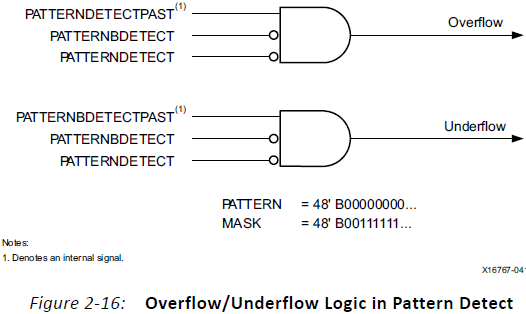 PATTERNDETECTPAST(1)
PATTERNBDETECT
PATTERNDETECT
Overflow
PATTERNBDETECTPAST(1)
PATTERNBDETECT
PATTERNDETECT
Underflow
PATTERN = 48' B00000000...
MASK = 48' B00111111...
Notes:
1. Denotes an internal signal.
X16767-041
Figure 2-16: Overflow/Underflow Logic in Pattern Detect